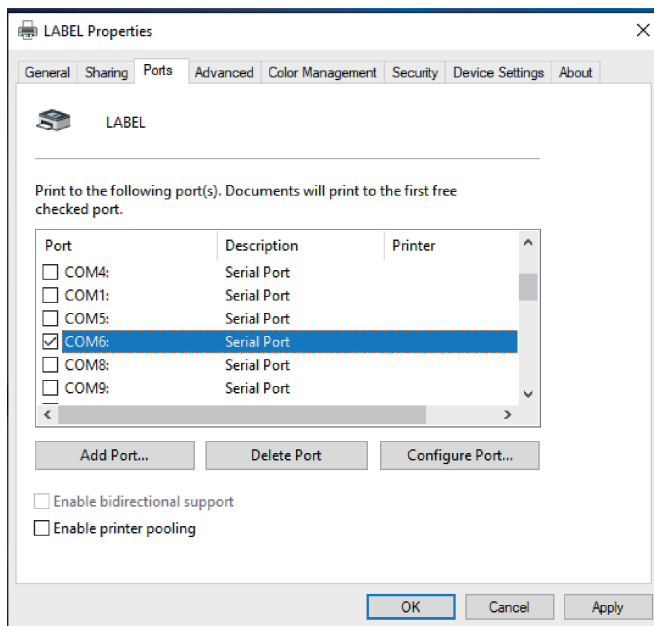 LABEL Properties
General Sharing Ports Advanced Color Management Security Device Settings About
LABEL
Print to the following port(s). Documents will print to the first free
checked port.
Port Description Printer
COM4: Serial Port
COM1: Serial Port
COM5: Serial Port
COM6: Serial Port
COM8: Serial Port
COM9: Serial Port
Add Port... Delete Port Configure Port...
Enable bidirectional support
Enable printer pooling
OK Cancel Apply